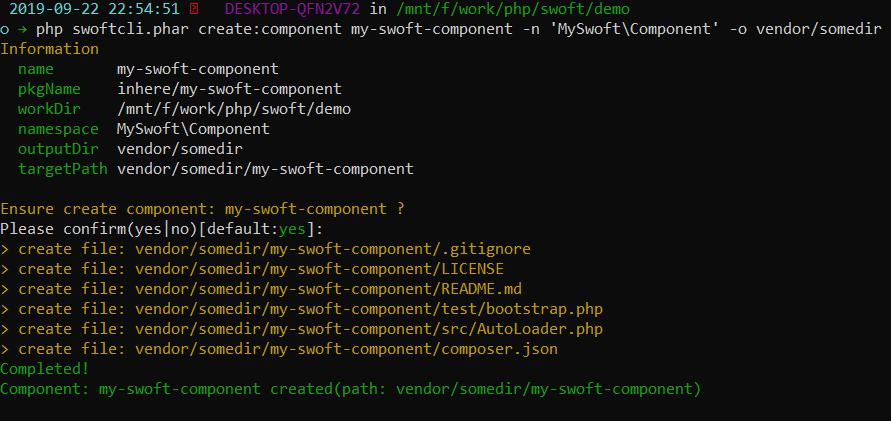 2019-09-22 22:54:51 DESKTOP-QFN2V72 in /mnt/f/work/php/swoft/demo
o → php swoftcli.phar create:component my-swoft-component -n 'MySwoft\Component' -o vendor/somedir
Information
name my-swoft-component
pkgName inhere/my-swoft-component
workDir /mnt/f/work/php/swoft/demo
namespace MySwoft\Component
outputDir vendor/somedir
targetPath vendor/somedir/my-swoft-component
Ensure create component: my-swoft-component ?
Please confirm(yes|no)[default:yes]:
> create file: vendor/somedir/my-swoft-component/.gitignore
> create file: vendor/somedir/my-swoft-component/LICENSE
> create file: vendor/somedir/my-swoft-component/README.md
> create file: vendor/somedir/my-swoft-component/test/bootstrap.php
> create file: vendor/somedir/my-swoft-component/src/AutoLoader.php
> create file: vendor/somedir/my-swoft-component/composer.json
Completed!
Component: my-swoft-component created(path: vendor/somedir/my-swoft-component)